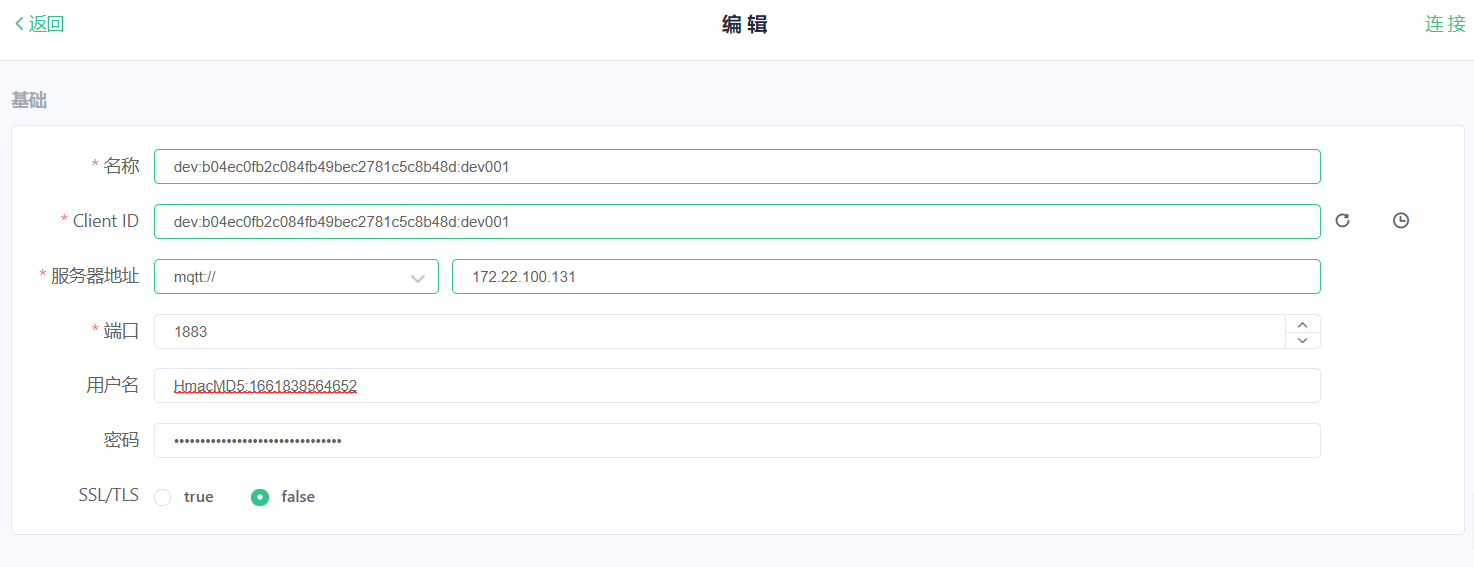 返回 编辑 连接
基础
* 名称 dev:b04ec0fb2c084fb49bec2781c5c8b48d:dev001
* Client ID dev:b04ec0fb2c084fb49bec2781c5c8b48d:dev001
* 服务器地址 mqtt:// 172.22.100.131
* 端口 1883
用户名 HmacMD5:1661838564652
密码 ••••••••••••••••••••••••••••••••
SSL/TLS true false